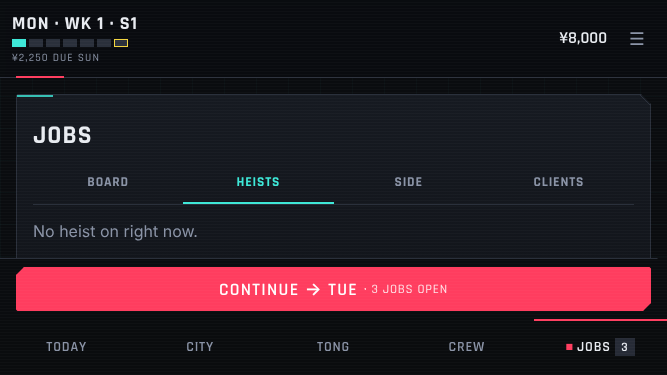 MON · WK 1 · S1
¥2,250 DUE SUN
¥8,000 ☰
JOBS
BOARD HEISTS SIDE CLIENTS
No heist on right now.
CONTINUE → TUE · 3 JOBS OPEN
TODAY CITY TONG CREW JOBS 3